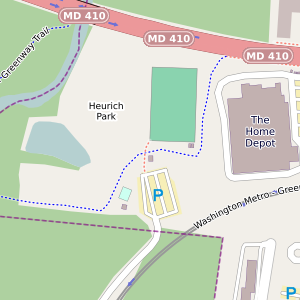 MD 410
MD 410
MD 410
Greenway Trail
Heurich
Park
The
Home
Depot
P
Washington Metro - Green
P